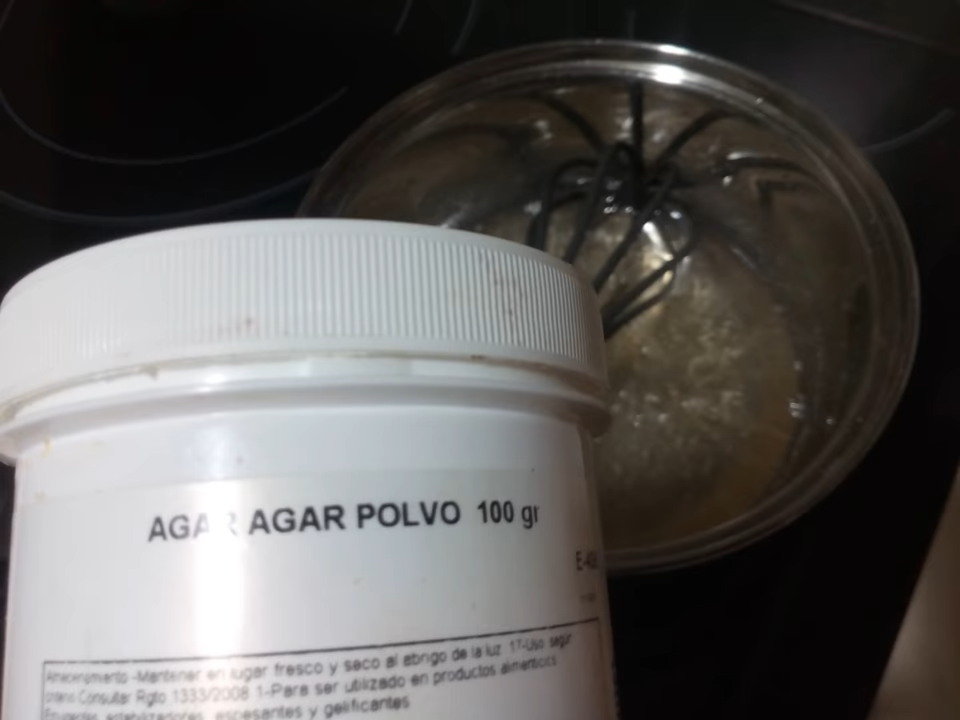 AGAR AGAR POLVO 100 gr
Almacenamiento -Mantener en lugar fresco y seco al abrigo de la luz. 17-Uso según
criterio Consultar Rgto 1333/2008 1-Para ser utilizado en productos alimenticios
estabilizadores, espesantes y gelificantes